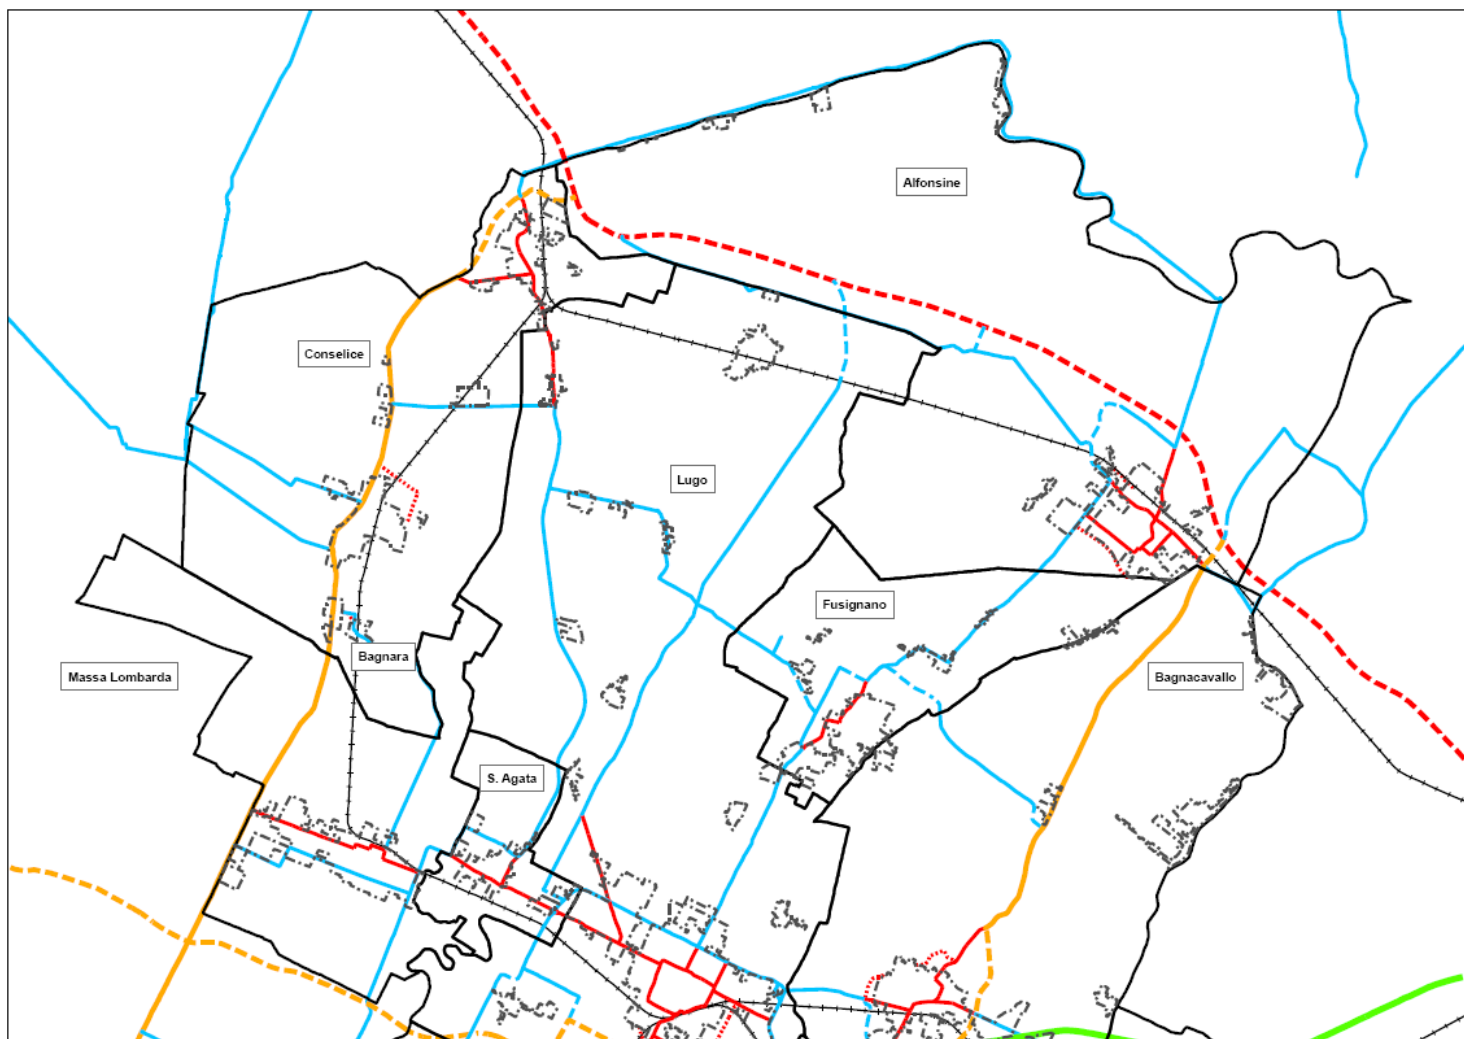 Alfonsine
Conselice
Lugo
Fusignano
Bagnara
Massa Lombarda
Bagnacavallo
S. Agata